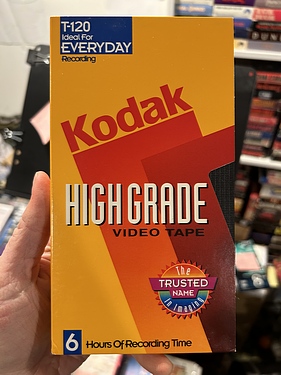 T-120
Ideal For
EVERYDAY
Recording
Kodak
HIGH GRADE
VIDEO TAPE
The
TRUSTED
NAME
in Imaging
6 Hours Of Recording Time